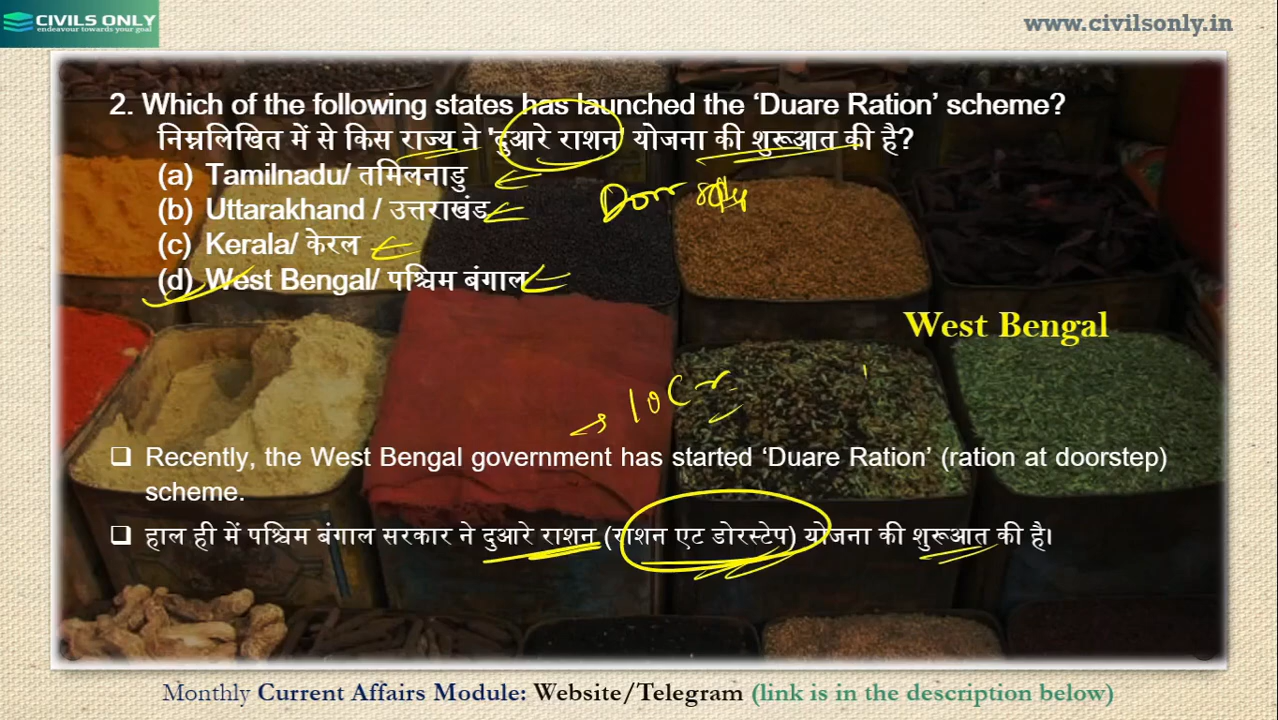 CIVILS ONLY
endeavour towards your goal
www.civilsonly.in
2. Which of the following states has launched the ‘Duare Ration’ scheme?
निम्नलिखित में से किस राज्य ने 'दुआरे राशन' योजना की शुरूआत की है?
(a) Tamilnadu/ तमिलनाडु
(b) Uttarakhand / उत्तराखंड
(c) Kerala/ केरल
(d) West Bengal/ पश्चिम बंगाल
Door
West Bengal
10 Cr
Recently, the West Bengal government has started ‘Duare Ration’ (ration at doorstep)
scheme.
हाल ही में पश्चिम बंगाल सरकार ने दुआरे राशन (राशन एट डोरस्टेप) योजना की शुरूआत की है।
Monthly Current Affairs Module: Website/Telegram (link is in the description below)